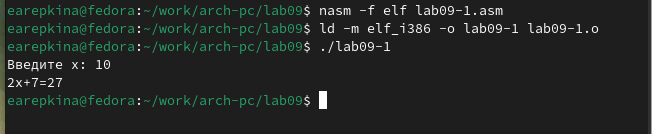 earepkina@fedora:~/work/arch-pc/lab09$ nasm -f elf lab09-1.asm
earepkina@fedora:~/work/arch-pc/lab09$ ld -m elf_i386 -o lab09-1 lab09-1.o
earepkina@fedora:~/work/arch-pc/lab09$ ./lab09-1
Введите x: 10
2x+7=27
earepkina@fedora:~/work/arch-pc/lab09$